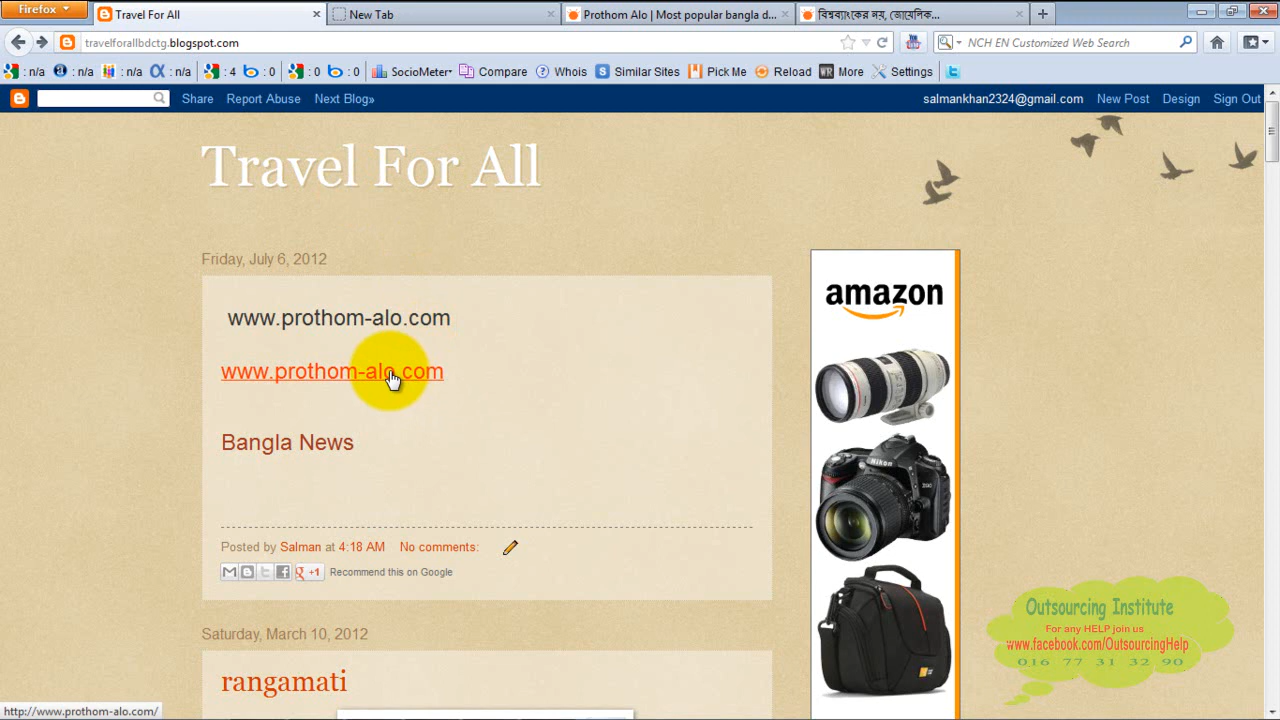 Firefox
Travel For All
New Tab
Prothom Alo | Most popular bangla d...
travelforallbdctg.blogspot.com
NCH EN Customized Web Search
: n/a : n/a : n/a : n/a : 4 : 0 : 0 : 0 SocioMeter Compare Whois Similar Sites Pick Me Reload WR More Settings
Share Report Abuse Next Blog» salmankhan2324@gmail.com New Post Design Sign Out
Travel For All
Friday, July 6, 2012
www.prothom-alo.com
www.prothom-alo.com
Bangla News
Posted by Salman at 4:18 AM No comments:
+1 Recommend this on Google
Saturday, March 10, 2012
rangamati
amazon
Nikon
Outsourcing Institute
For any HELP join us
www.facebook.com/OutsourcingHelp
016 77 31 32 90
http://www.prothom-alo.com/